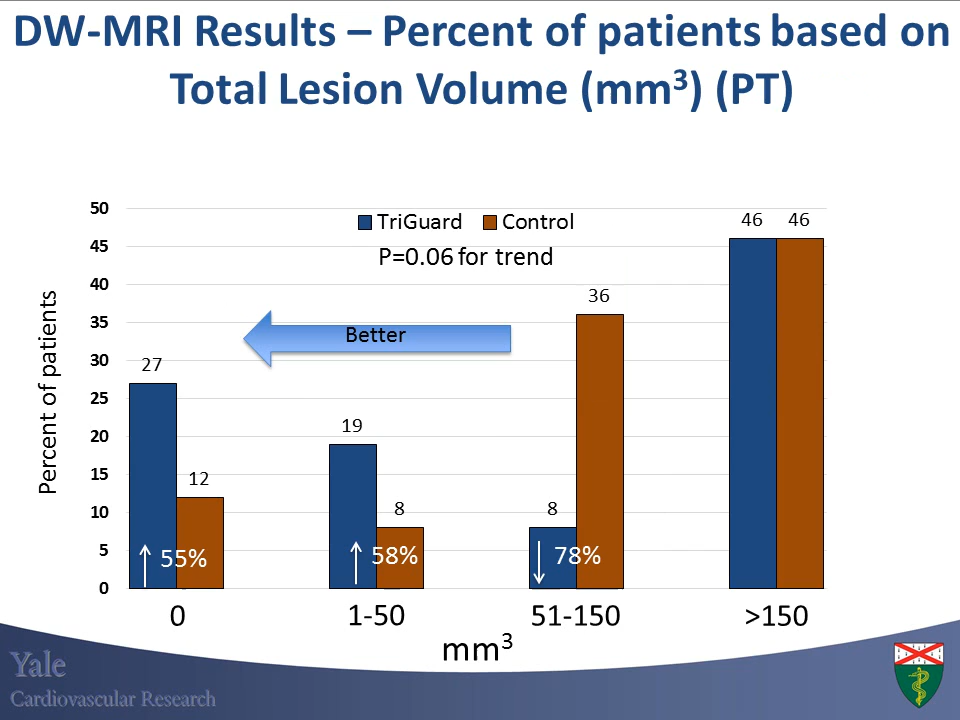 DW-MRI Results – Percent of patients based on
Total Lesion Volume (mm³) (PT)
TriGuard Control
P=0.06 for trend
Better
Percent of patients
50
45
40
35
30
25
20
15
10
5
0
27
12
19
8
8
36
46
46
55%
58%
78%
0
1-50
51-150
>150
mm³
Yale
Cardiovascular Research